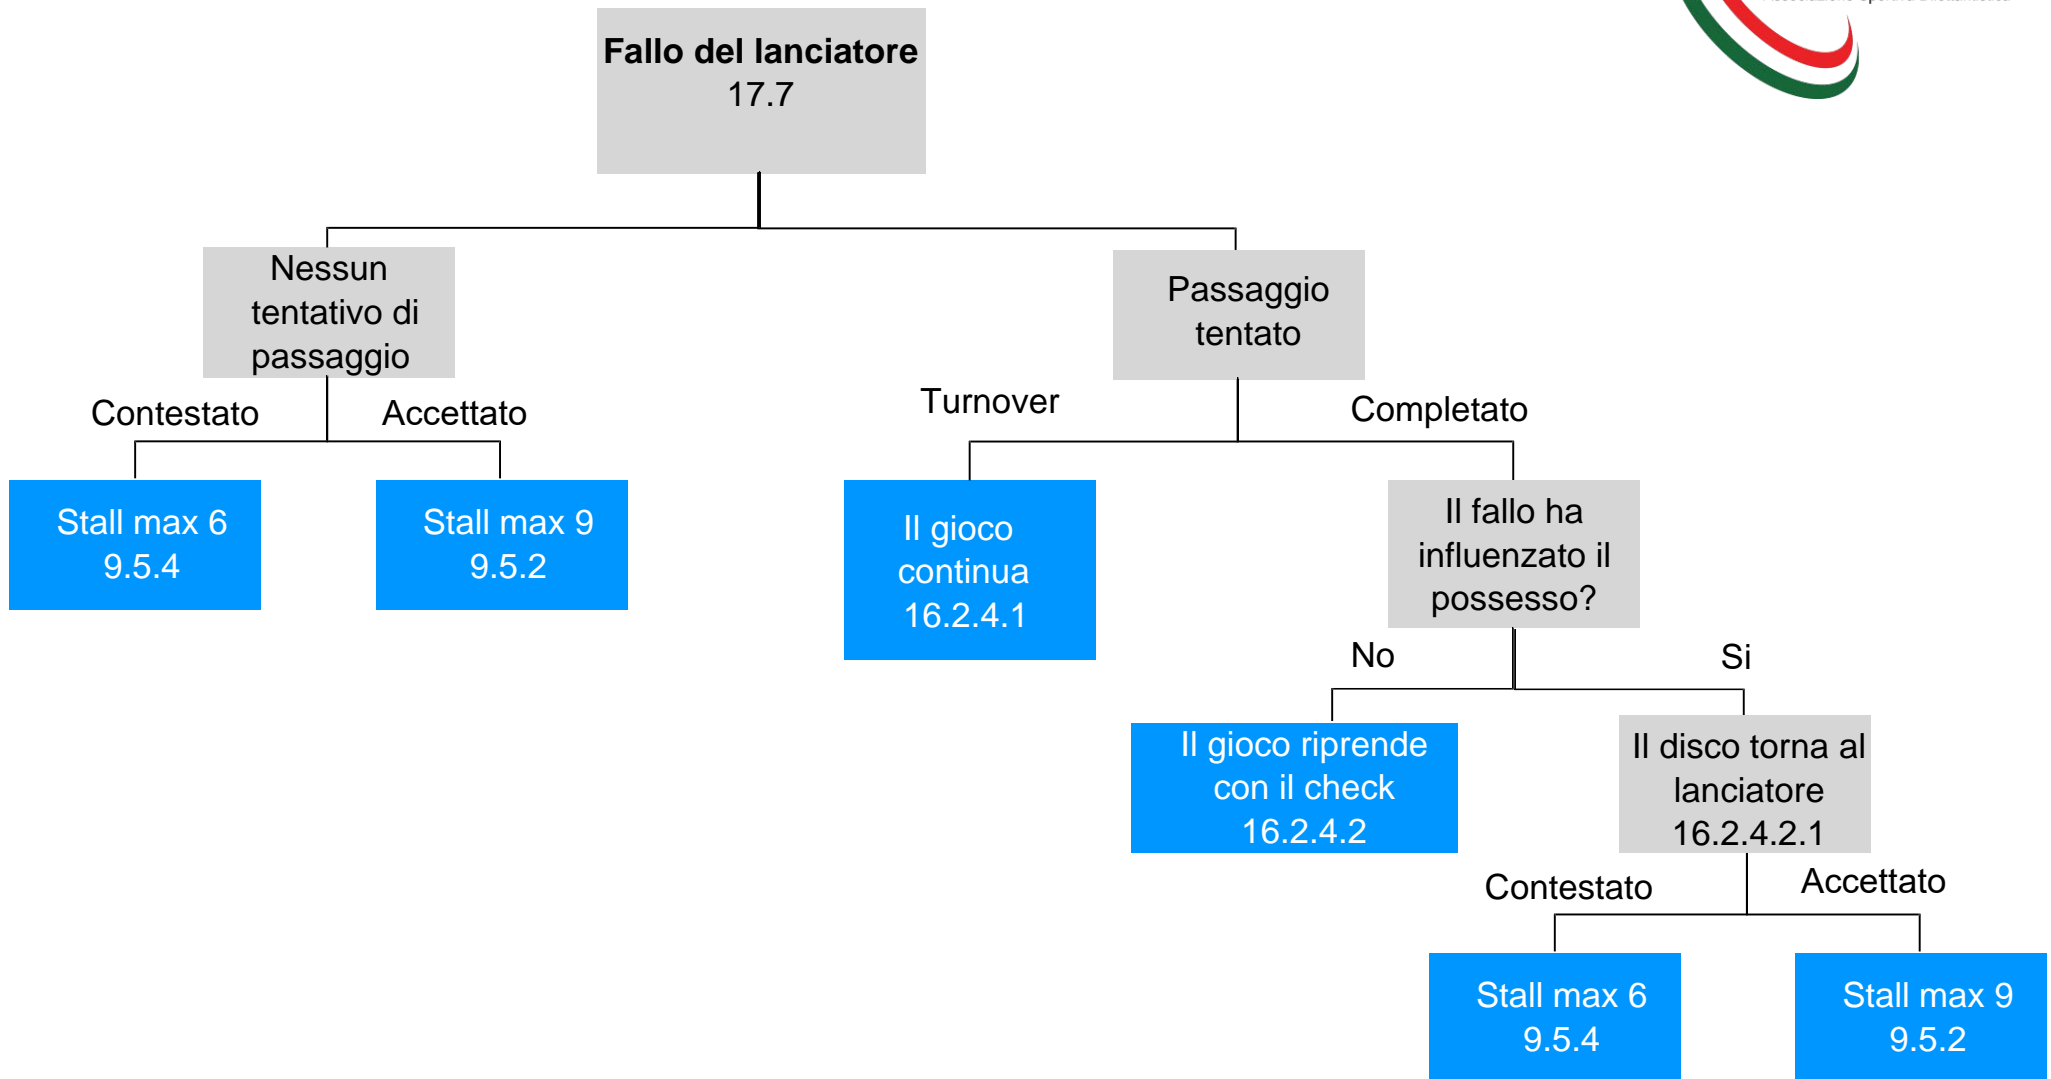 Fallo del lanciatore
17.7
Nessun
tentativo di
passaggio
Passaggio
tentato
Contestato
Accettato
Turnover
Completato
Stall max 6
9.5.4
Stall max 9
9.5.2
Il gioco
continua
16.2.4.1
Il fallo ha
influenzato il
possesso?
No
Si
Il gioco riprende
con il check
16.2.4.2
Il disco torna al
lanciatore
16.2.4.2.1
Contestato
Accettato
Stall max 6
9.5.4
Stall max 9
9.5.2